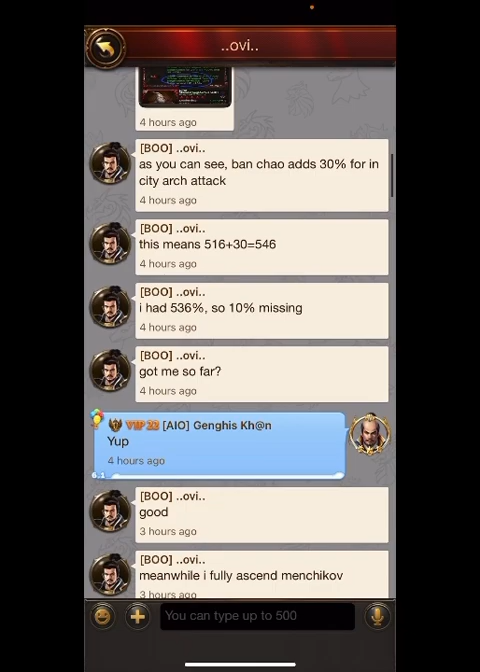 ..ovi..
4 hours ago
[BOO] ..ovi..
as you can see, ban chao adds 30% for in
city arch attack
4 hours ago
[BOO] ..ovi..
this means 516+30=546
4 hours ago
[BOO] ..ovi..
i had 536%, so 10% missing
4 hours ago
[BOO] ..ovi..
got me so far?
4 hours ago
VIP 23 [AIO] Genghis Kh@n
Yup
4 hours ago
[BOO] ..ovi..
good
3 hours ago
[BOO] ..ovi..
meanwhile i fully ascend menchikov
3 hours ago
You can type up to 500